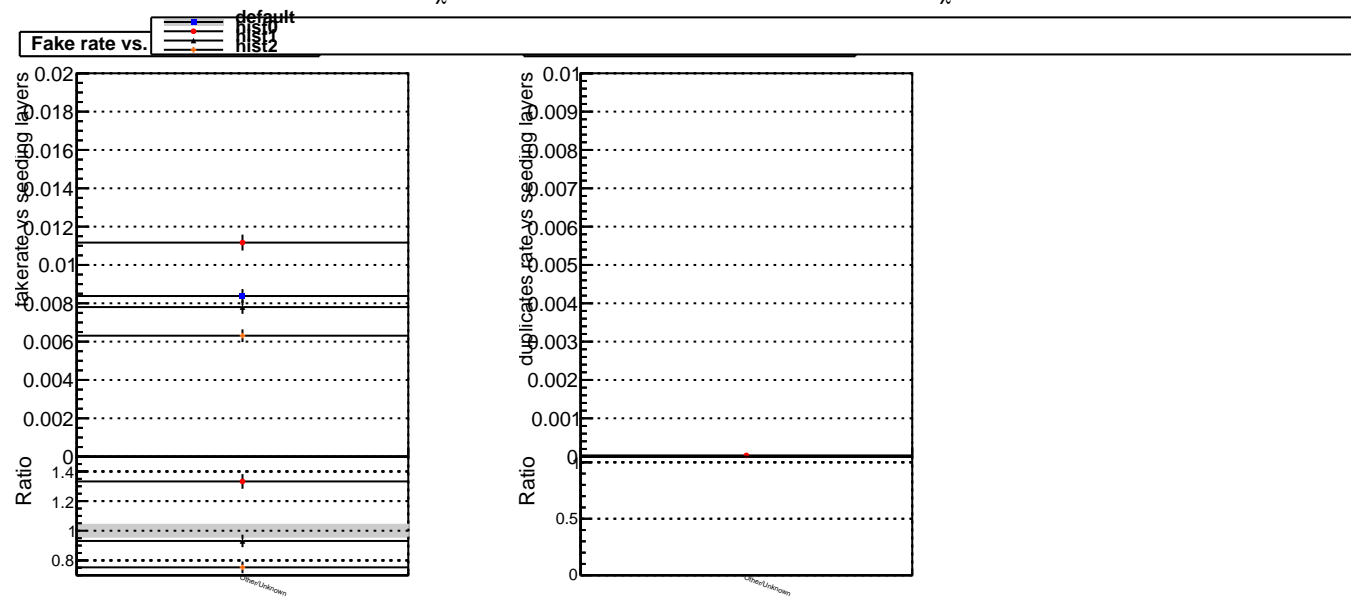 default
hist0
hist1
hist2
Fake rate vs.
fakerate vs seeding layers
0.02
0.018
0.016
0.014
0.012
0.01
0.008
0.006
0.004
0.002
0
Ratio
1.4
1.2
1
0.8
Other/Unknown
duplicates rate vs seeding layers
0.01
0.009
0.008
0.007
0.006
0.005
0.004
0.003
0.002
0.001
0
Ratio
1
0.5
0
Other/Unknown